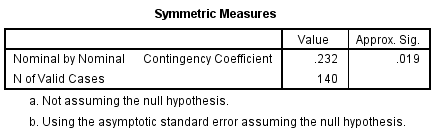 Symmetric Measures
Value Approx. Sig.
Nominal by Nominal Contingency Coefficient .232 .019
N of Valid Cases 140
a. Not assuming the null hypothesis.
b. Using the asymptotic standard error assuming the null hypothesis.